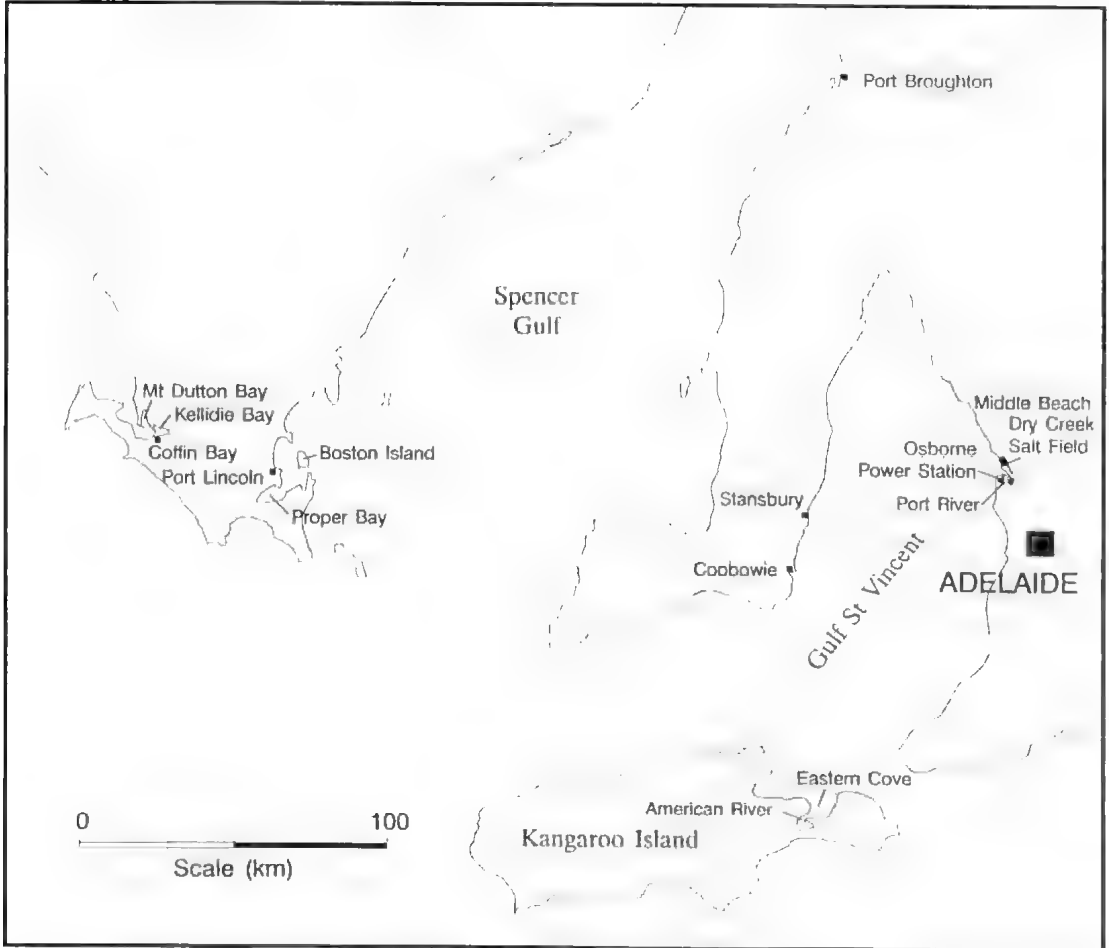 Port Broughton
Spencer
Gulf
Mt Dutton Bay
Kellidie Bay
Coffin Bay
Port Lincoln
Boston Island
Proper Bay
Middle Beach
Dry Creek
Salt Field
Osborne
Power Station
Port River
Stansbury
Coobowie
ADELAIDE
Gulf St Vincent
Eastern Cove
American River
Kangaroo Island
0 100
Scale (km)